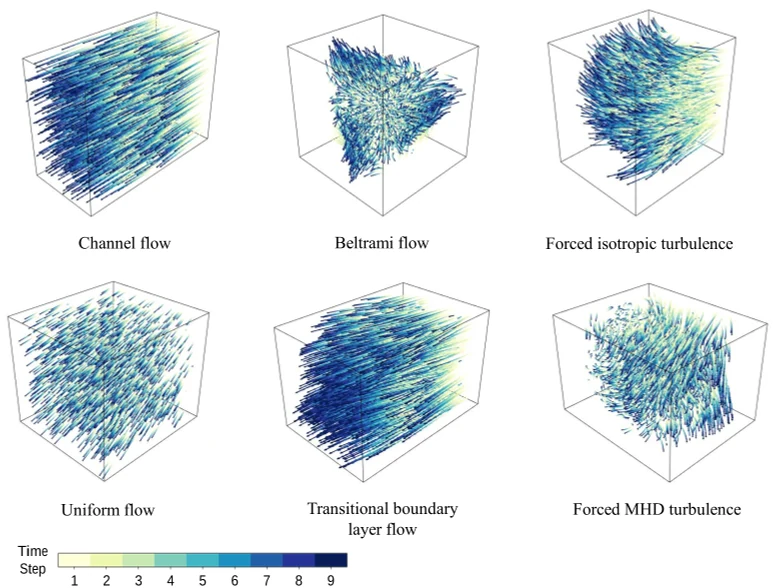 Channel flow
Beltrami flow
Forced isotropic turbulence
Uniform flow
Transitional boundary
layer flow
Forced MHD turbulence
Time
Step
1 2 3 4 5 6 7 8 9